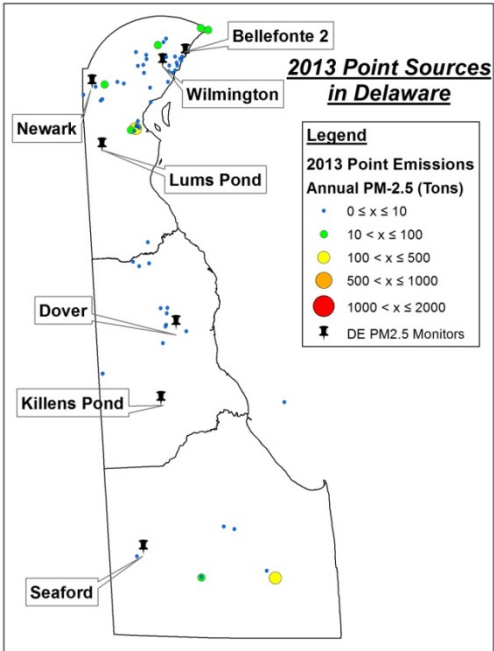 Bellefonte 2
2013 Point Sources
in Delaware
Wilmington
Newark
Legend
2013 Point Emissions
Annual PM-2.5 (Tons)
0 ≤ x ≤ 10
10 < x ≤ 100
100 < x ≤ 500
500 < x ≤ 1000
1000 < x ≤ 2000
DE PM2.5 Monitors
Lums Pond
Dover
Killens Pond
Seaford